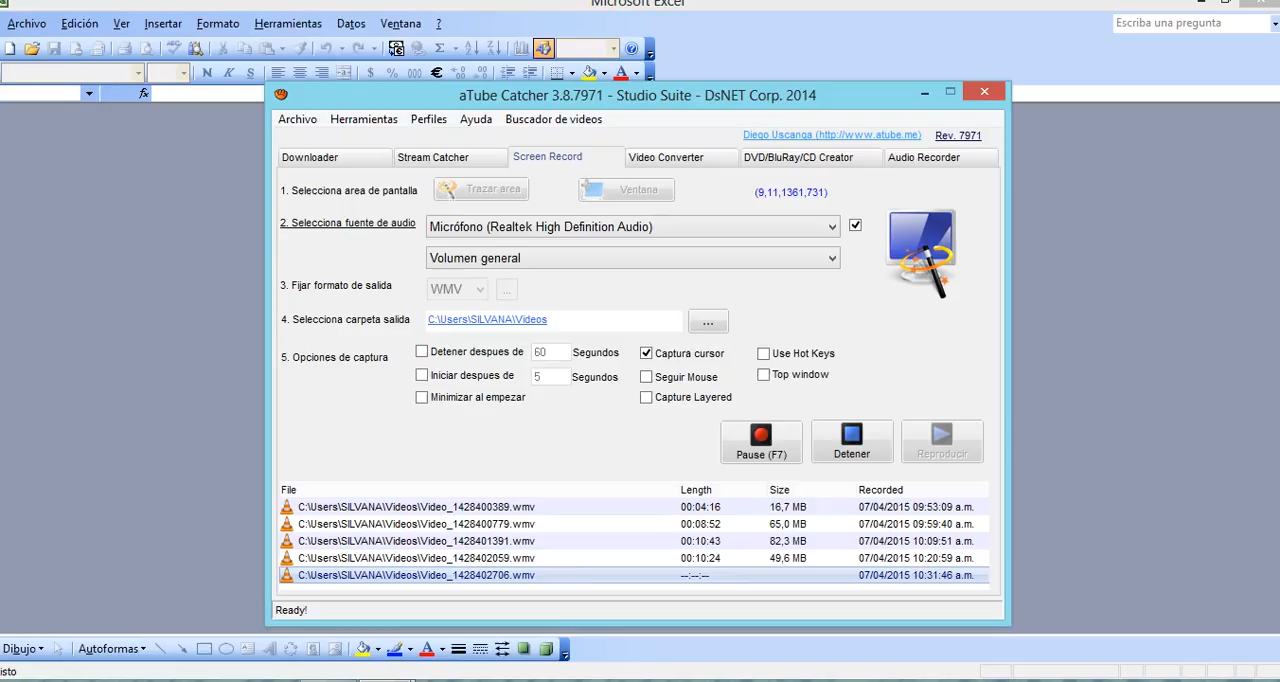 Microsoft Excel
Archivo Edición Ver Insertar Formato Herramientas Datos Ventana ?
Escriba una pregunta
N K S $ % 000 €
aTube Catcher 3.8.7971 - Studio Suite - DsNET Corp. 2014
Archivo Herramientas Perfiles Ayuda Buscador de videos
Diego Uscanga (http://www.atube.me) Rev. 7971
Downloader Stream Catcher Screen Record Video Converter DVD/BluRay/CD Creator Audio Recorder
1. Selecciona area de pantalla Trazar area Ventana (9,11,1361,731)
2. Selecciona fuente de audio Micrófono (Realtek High Definition Audio)
Volumen general
3. Fijar formato de salida WMV ...
4. Selecciona carpeta salida C:\Users\SILVANA\Videos ...
5. Opciones de captura Detener despues de 60 Segundos Captura cursor Use Hot Keys
Iniciar despues de 5 Segundos Seguir Mouse Top window
Minimizar al empezar Capture Layered
Pause (F7) Detener Reproducir
File Length Size Recorded
C:\Users\SILVANA\Videos\Video_1428400389.wmv 00:04:16 16,7 MB 07/04/2015 09:53:09 a.m.
C:\Users\SILVANA\Videos\Video_1428400779.wmv 00:08:52 65,0 MB 07/04/2015 09:59:40 a.m.
C:\Users\SILVANA\Videos\Video_1428401391.wmv 00:10:43 82,3 MB 07/04/2015 10:09:51 a.m.
C:\Users\SILVANA\Videos\Video_1428402059.wmv 00:10:24 49,6 MB 07/04/2015 10:20:59 a.m.
C:\Users\SILVANA\Videos\Video_1428402706.wmv --:--:-- 07/04/2015 10:31:46 a.m.
Ready!
Dibujo Autoformas
isto